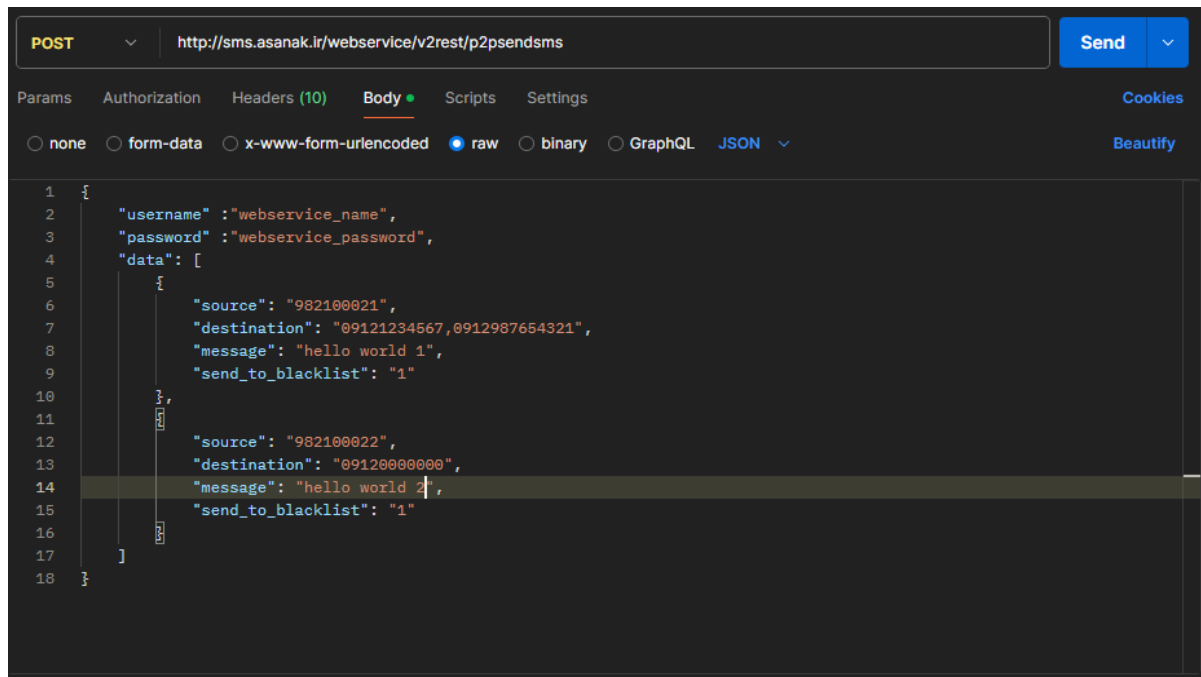 POST http://sms.asanak.ir/webservice/v2rest/p2psendsms Send
Params Authorization Headers (10) Body Scripts Settings Cookies
none form-data x-www-form-urlencoded raw binary GraphQL JSON Beautify
1 {
2 "username" :"webservice_name",
3 "password" :"webservice_password",
4 "data": [
5 {
6 "source": "982100021",
7 "destination": "09121234567,0912987654321",
8 "message": "hello world 1",
9 "send_to_blacklist": "1"
10 },
11 {
12 "source": "982100022",
13 "destination": "09120000000",
14 "message": "hello world 2",
15 "send_to_blacklist": "1"
16 }
17 ]
18 }